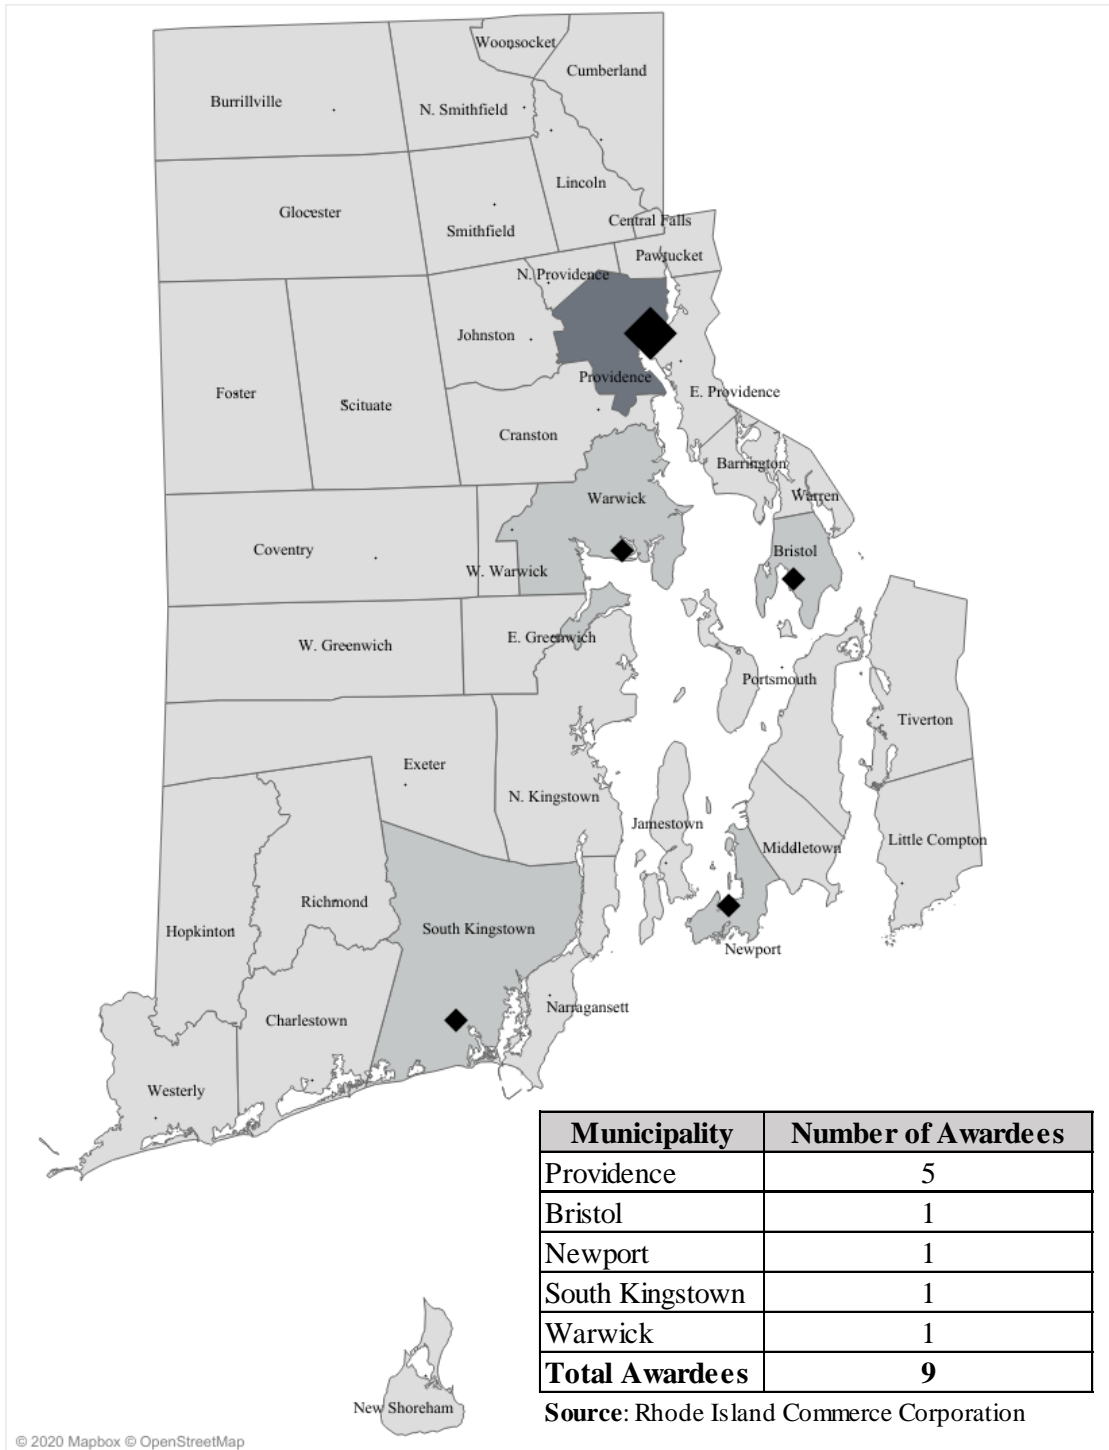 Woonsocket
Cumberland
Burrillville
N. Smithfield
Lincoln
Glocester
Central Falls
Smithfield
Pawtucket
N. Providence
Johnston
Providence
Foster
E. Providence
Scituate
Cranston
Barrington
Warren
Warwick
Coventry
Bristol
W. Warwick
E. Greenwich
W. Greenwich
Portsmouth
Tiverton
Exeter
N. Kingstown
Jamestown
Little Compton
Middletown
Richmond
South Kingstown
Hopkinton
Newport
Narragansett
Charlestown
Westerly
Municipality Number of Awardees
Providence 5
Bristol 1
Newport 1
South Kingstown 1
Warwick 1
Total Awardees 9
New Shoreham
Source: Rhode Island Commerce Corporation
© 2020 Mapbox © OpenStreetMap